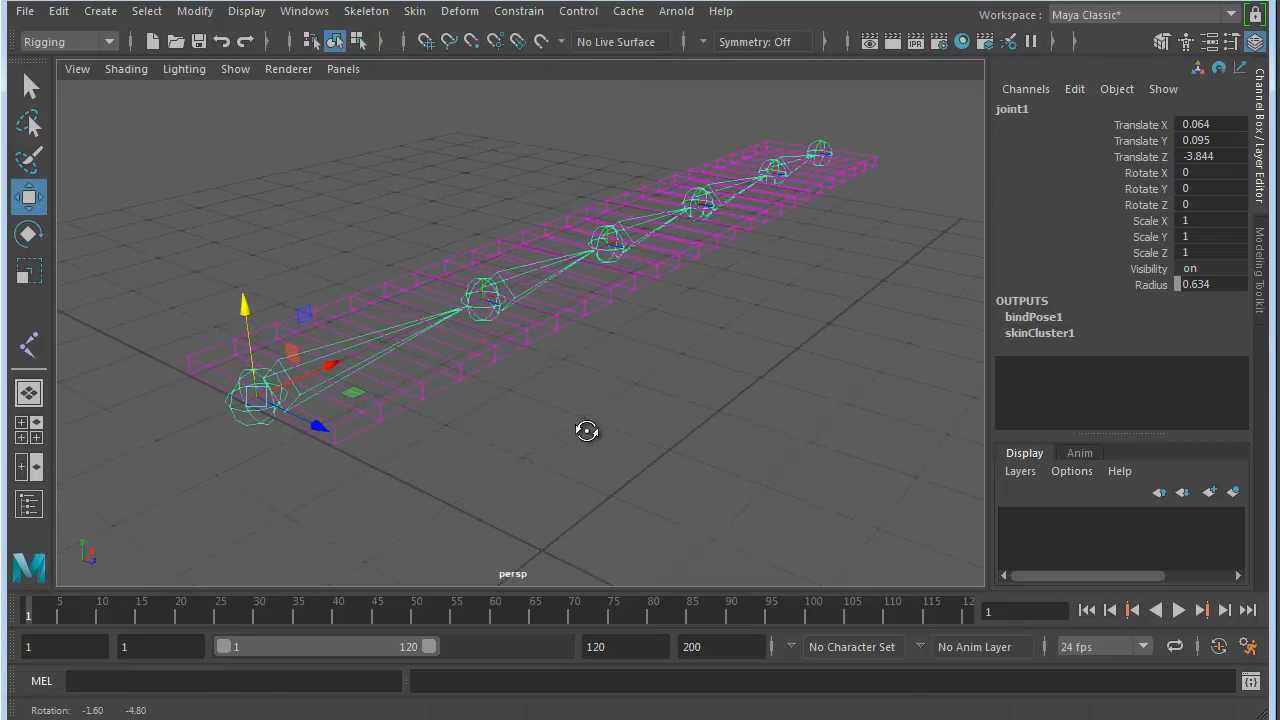 File Edit Create Select Modify Display Windows Skeleton Skin Deform Constrain Control Cache Arnold Help
Workspace : Maya Classic*
Rigging
No Live Surface
Symmetry: Off
IPR
View Shading Lighting Show Renderer Panels
Channels Edit Object Show
joint1
Translate X 0.064
Translate Y 0.095
Translate Z -3.844
Rotate X 0
Rotate Y 0
Rotate Z 0
Scale X 1
Scale Y 1
Scale Z 1
Visibility on
Radius 0.634
OUTPUTS
bindPose1
skinCluster1
Channel Box / Layer Editor
Modeling Toolkit
Display Anim
Layers Options Help
persp
y
1 5 10 15 20 25 30 35 40 45 50 55 60 65 70 75 80 85 90 95 100 105 110 115 12
1
1 1 1 120 120 200 No Character Set No Anim Layer 24 fps
MEL
Rotation: -1.60 -4.80